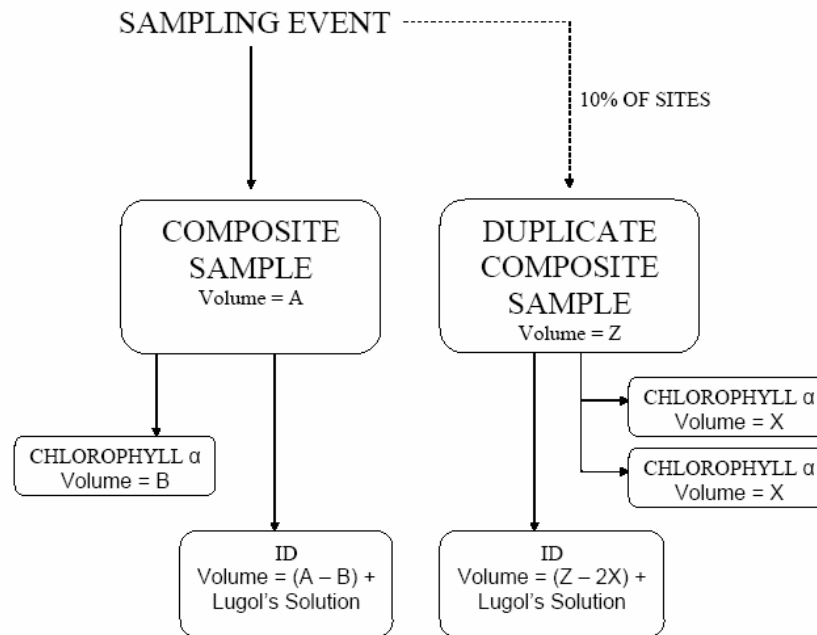 SAMPLING EVENT
10% OF SITES
COMPOSITE
SAMPLE
Volume = A
DUPLICATE
COMPOSITE
SAMPLE
Volume = Z
CHLOROPHYLL α
Volume = B
CHLOROPHYLL α
Volume = X
CHLOROPHYLL α
Volume = X
ID
Volume = (A – B) +
Lugol's Solution
ID
Volume = (Z – 2X) +
Lugol's Solution